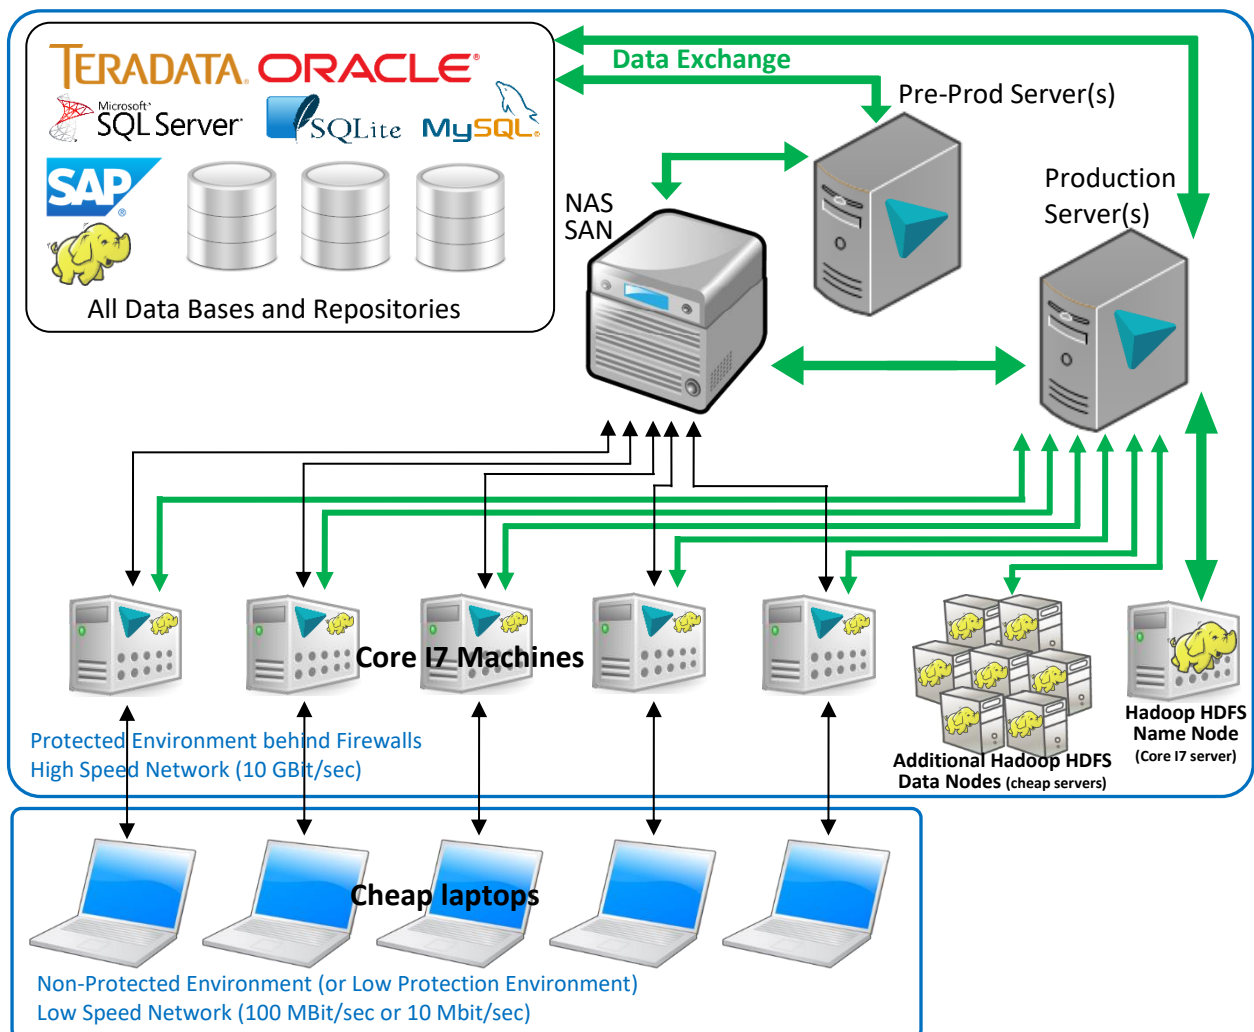 TERADATA. ORACLE®
Data Exchange
Microsoft®
SQL Server®
SQLite
MySQL®
Pre-Prod Server(s)
SAP®
NAS
SAN
Production
Server(s)
All Data Bases and Repositories
Core I7 Machines
Hadoop HDFS
Name Node
(Core I7 server)
Additional Hadoop HDFS
Data Nodes (cheap servers)
Protected Environment behind Firewalls
High Speed Network (10 GBit/sec)
Cheap laptops
Non-Protected Environment (or Low Protection Environment)
Low Speed Network (100 MBit/sec or 10 Mbit/sec)